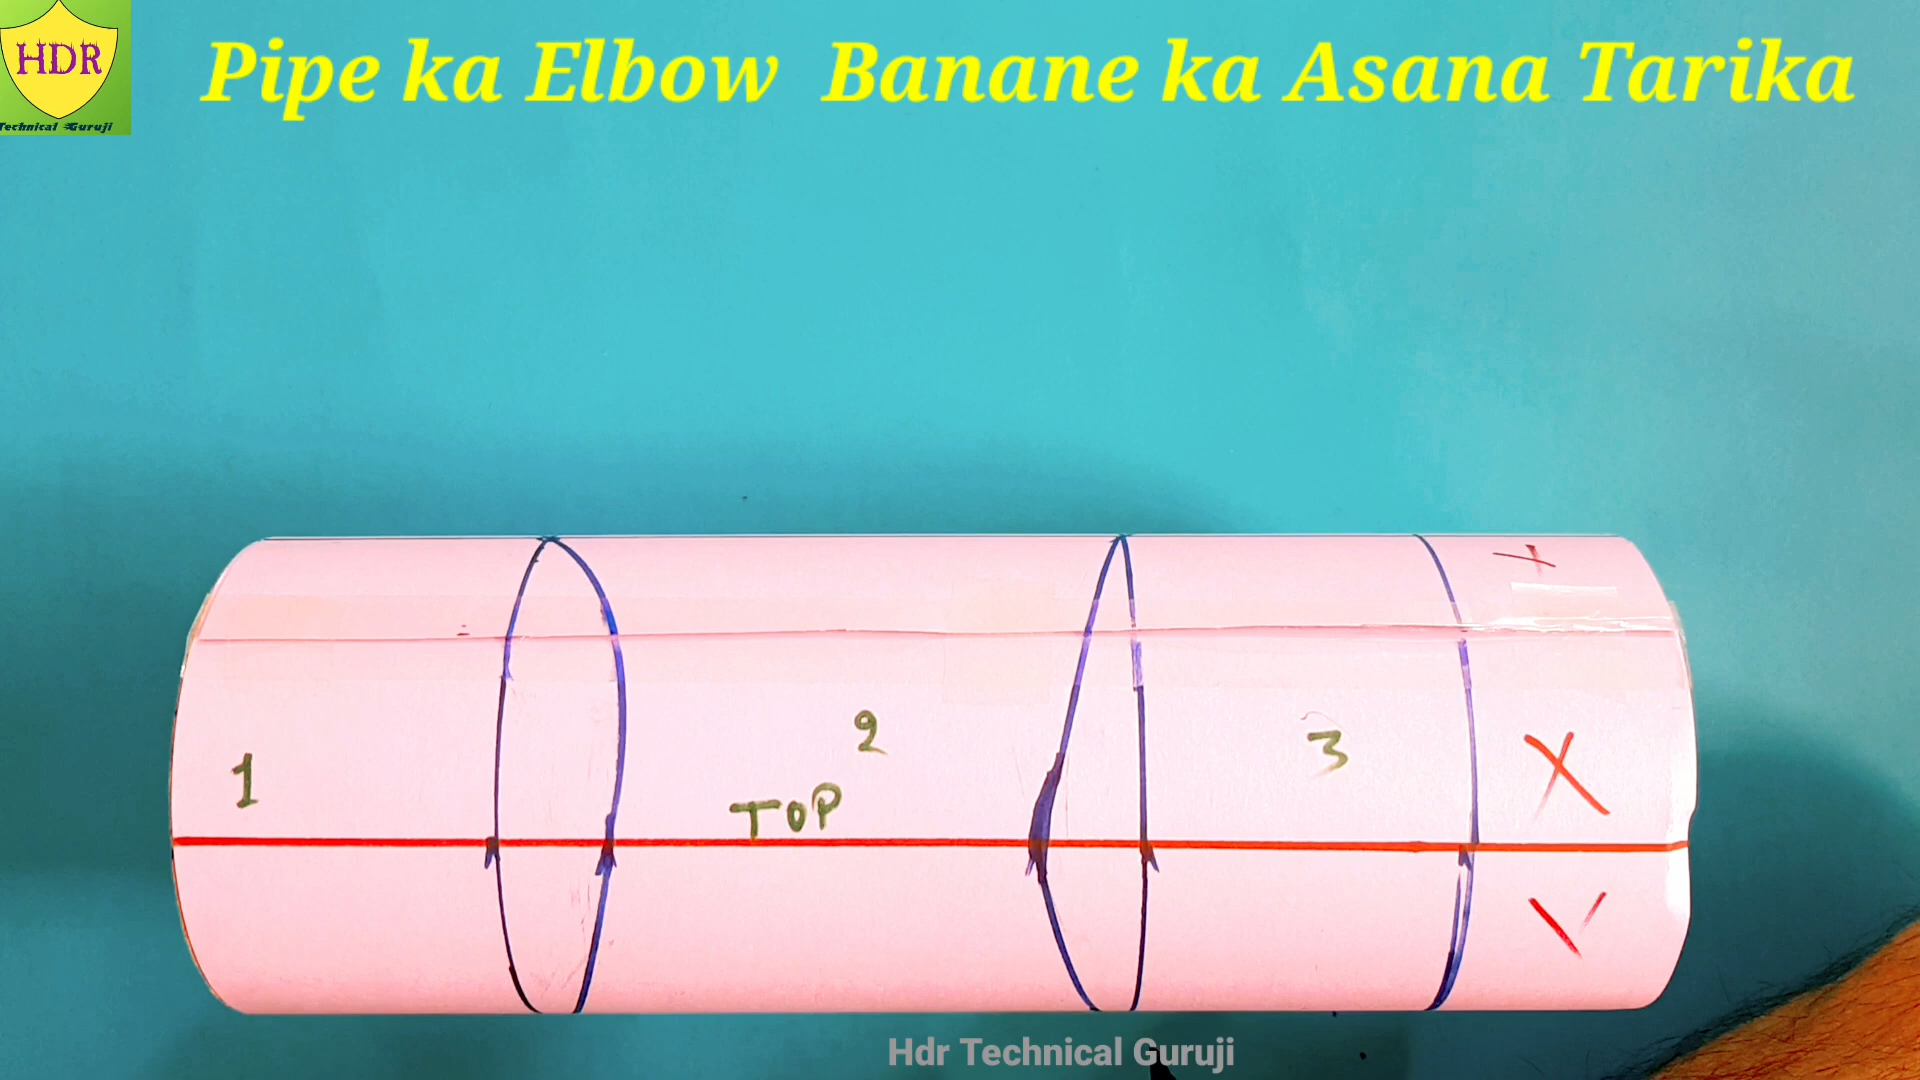 HDR
Technical Guruji
Pipe ka Elbow Banane ka Asana Tarika
1
2
TOP
3
Hdr Technical Guruji